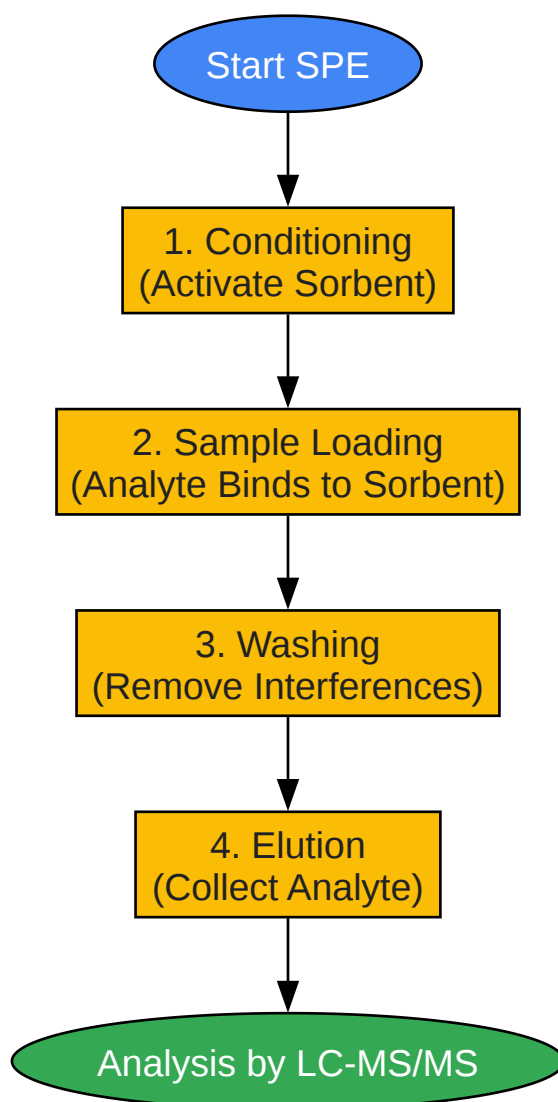 Start SPE
1. Conditioning
(Activate Sorbent)
2. Sample Loading
(Analyte Binds to Sorbent)
3. Washing
(Remove Interferences)
4. Elution
(Collect Analyte)
Analysis by LC-MS/MS